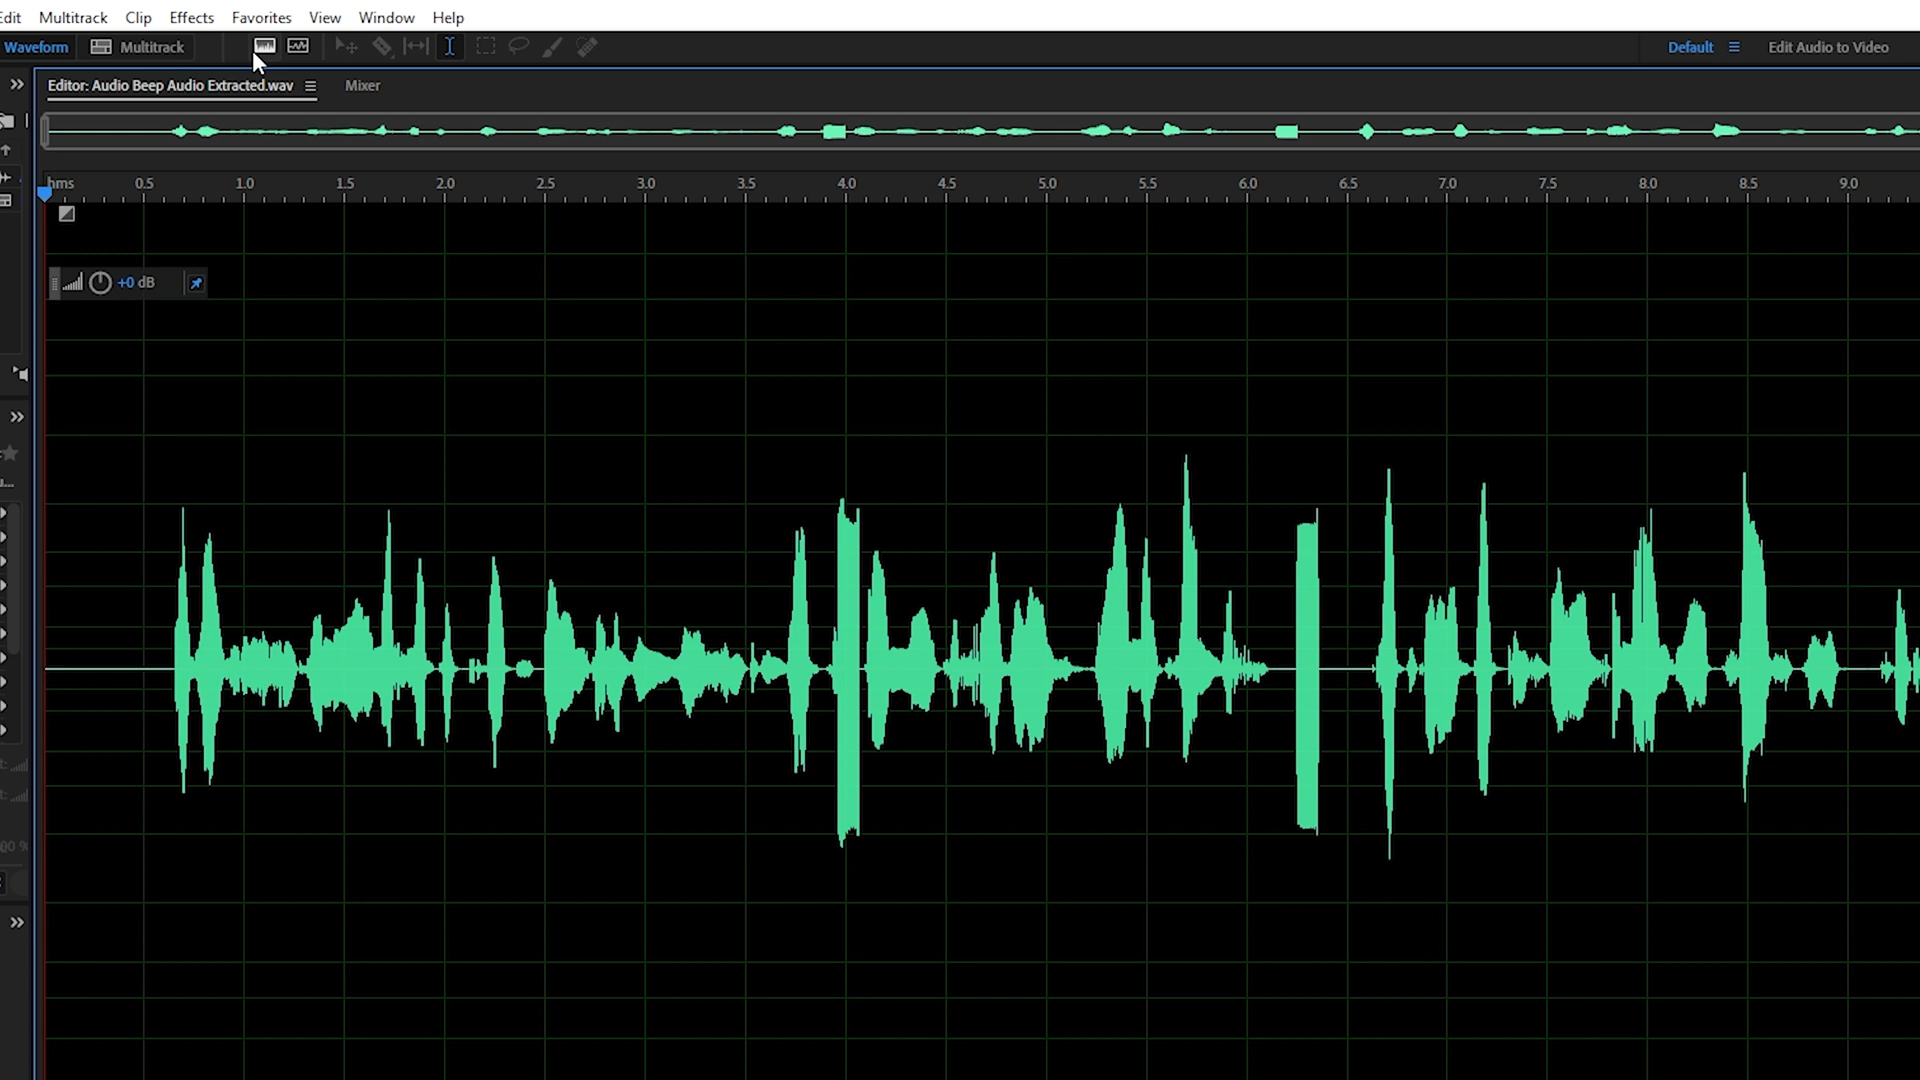 Edit Multitrack Clip Effects Favorites View Window Help
Waveform Multitrack Default Edit Audio to Video
Editor: Audio Beep Audio Extracted.wav Mixer
hms 0.5 1.0 1.5 2.0 2.5 3.0 3.5 4.0 4.5 5.0 5.5 6.0 6.5 7.0 7.5 8.0 8.5 9.0
+0 dB